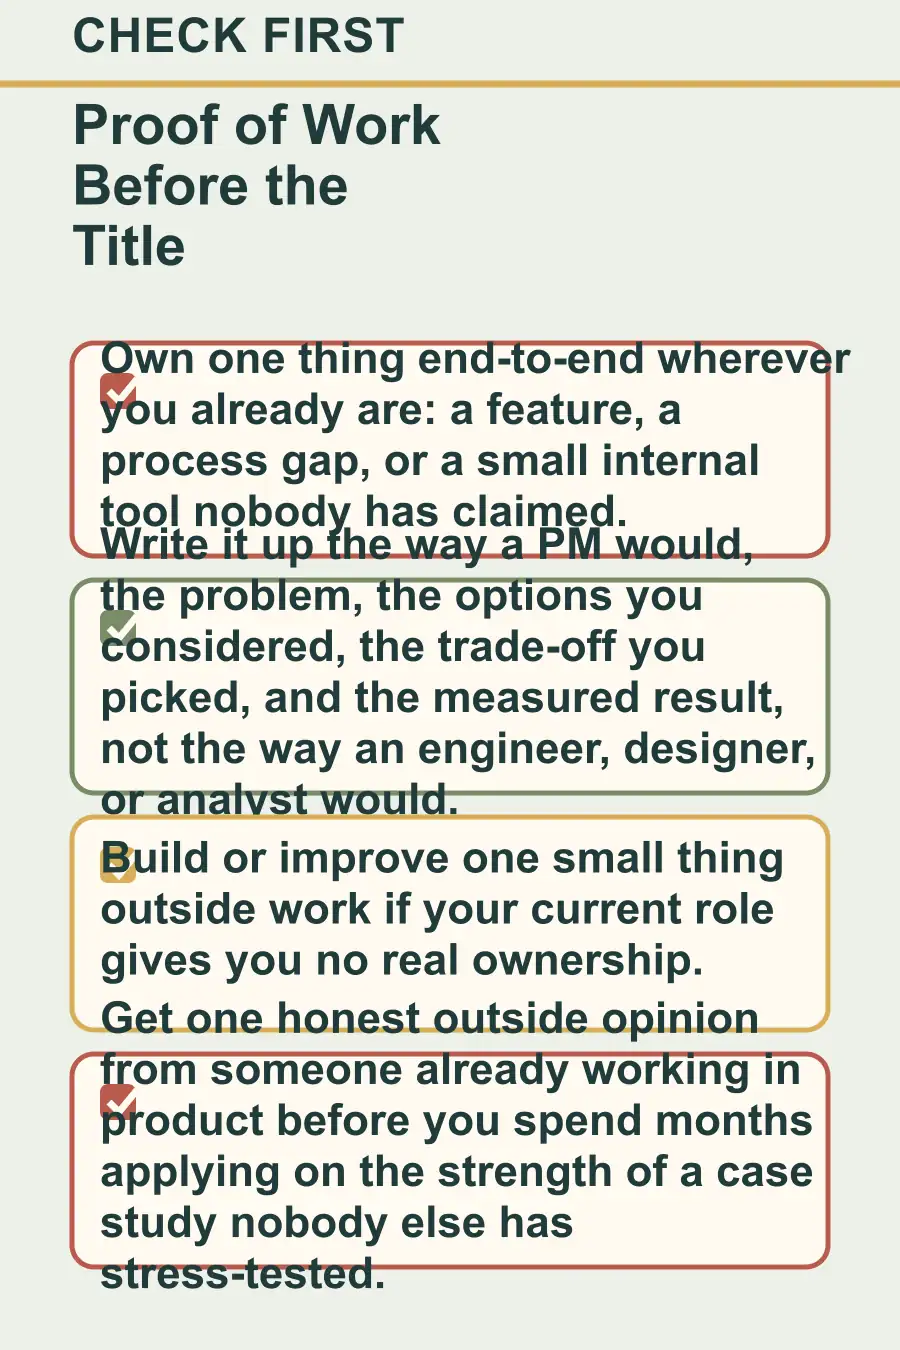 CHECK FIRST
Proof of Work
Before the
Title
Own one thing end-to-end wherever
you already are: a feature, a
process gap, or a small internal
tool nobody has claimed.
Write it up the way a PM would,
the problem, the options you
considered, the trade-off you
picked, and the measured result,
not the way an engineer, designer,
or analyst would.
Build or improve one small thing
outside work if your current role
gives you no real ownership.
Get one honest outside opinion
from someone already working in
product before you spend months
applying on the strength of a case
study nobody else has
stress-tested.